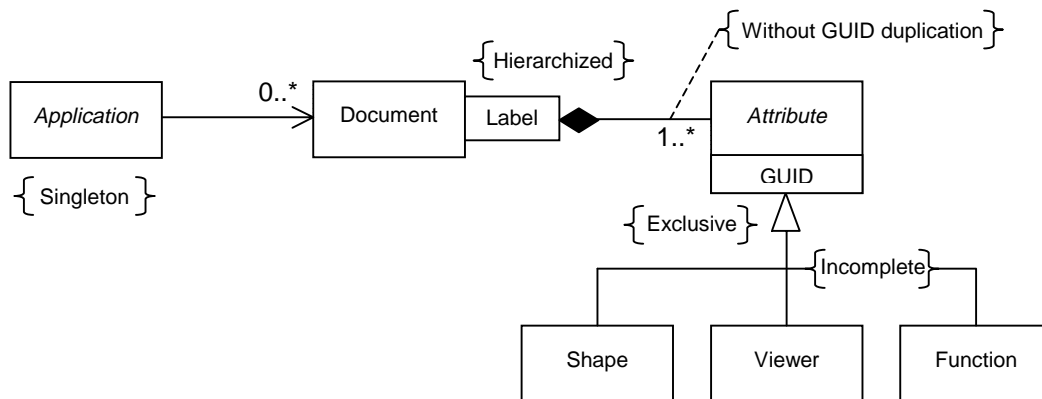 {Without GUID duplication}
{Hierarchized}
0..*
Application
Document
Label
Attribute
1..*
GUID
{Singleton}
{Exclusive}
{Incomplete}
Shape
Viewer
Function